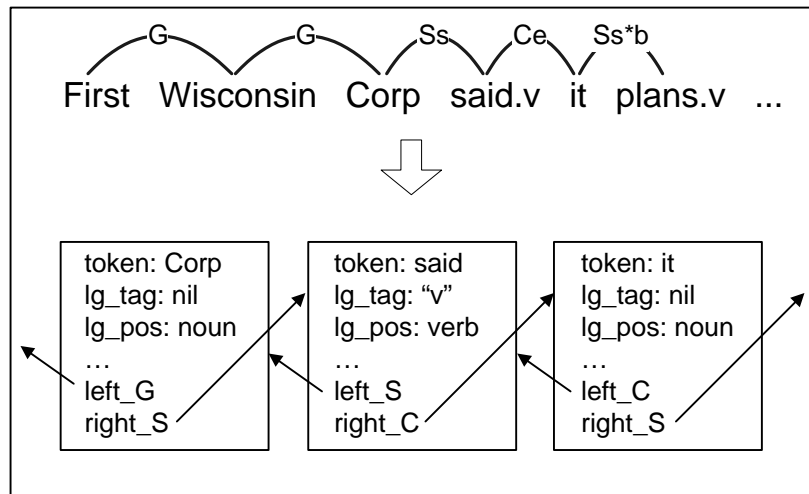 G G Ss Ce Ss*b
First Wisconsin Corp said.v it plans.v ...
token: Corp
lg_tag: nil
lg_pos: noun
…
left_G
right_S
token: said
lg_tag: “v”
lg_pos: verb
…
left_S
right_C
token: it
lg_tag: nil
lg_pos: noun
…
left_C
right_S